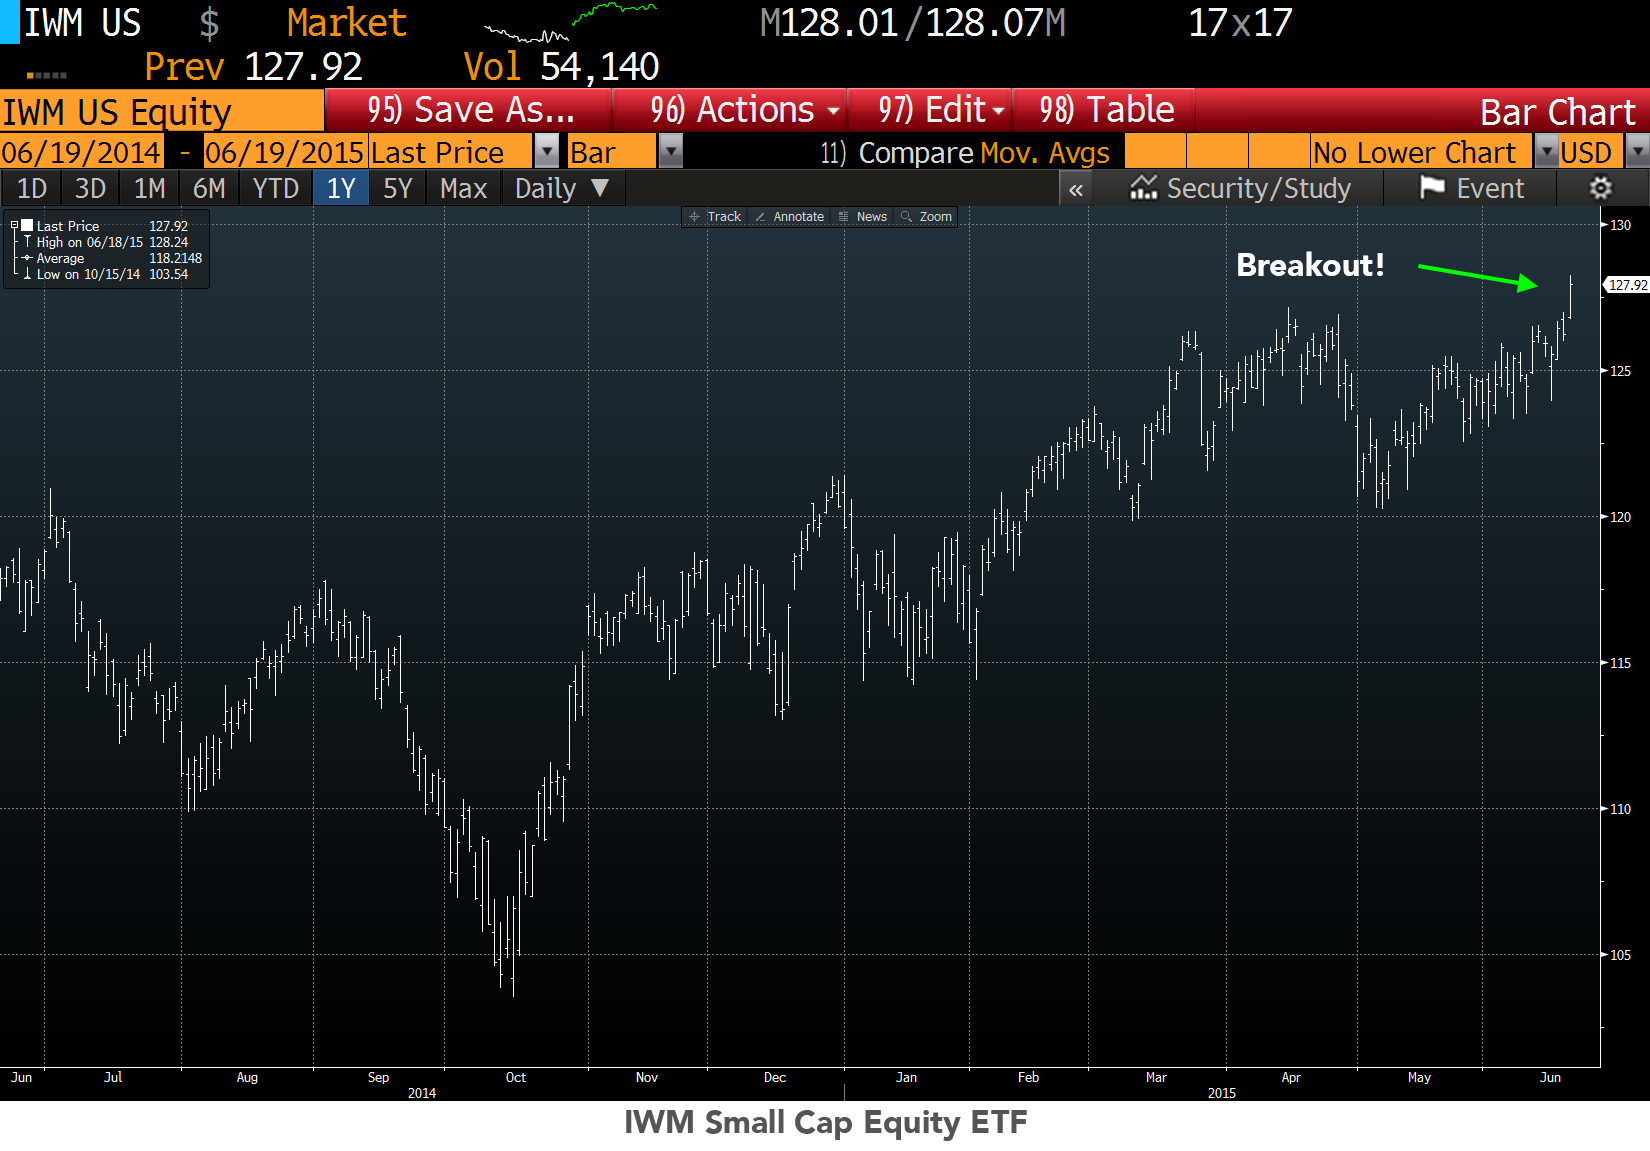 IWM US $ Market M128.01/128.07M 17x17
Prev 127.92 Vol 54,140
IWM US Equity 95) Save As... 96) Actions 97) Edit 98) Table Bar Chart
06/19/2014 - 06/19/2015 Last Price Bar 11) Compare Mov. Avgs No Lower Chart USD
1D 3D 1M 6M YTD 1Y 5Y Max Daily ▼ « Security/Study Event
Track Annotate News Zoom
Last Price 127.92
High on 06/18/15 128.24
Average 118.2148
Low on 10/15/14 103.54
Breakout!
130
127.92
125
120
115
110
105
Jun Jul Aug Sep Oct Nov Dec Jan Feb Mar Apr May Jun
2014 2015
IWM Small Cap Equity ETF